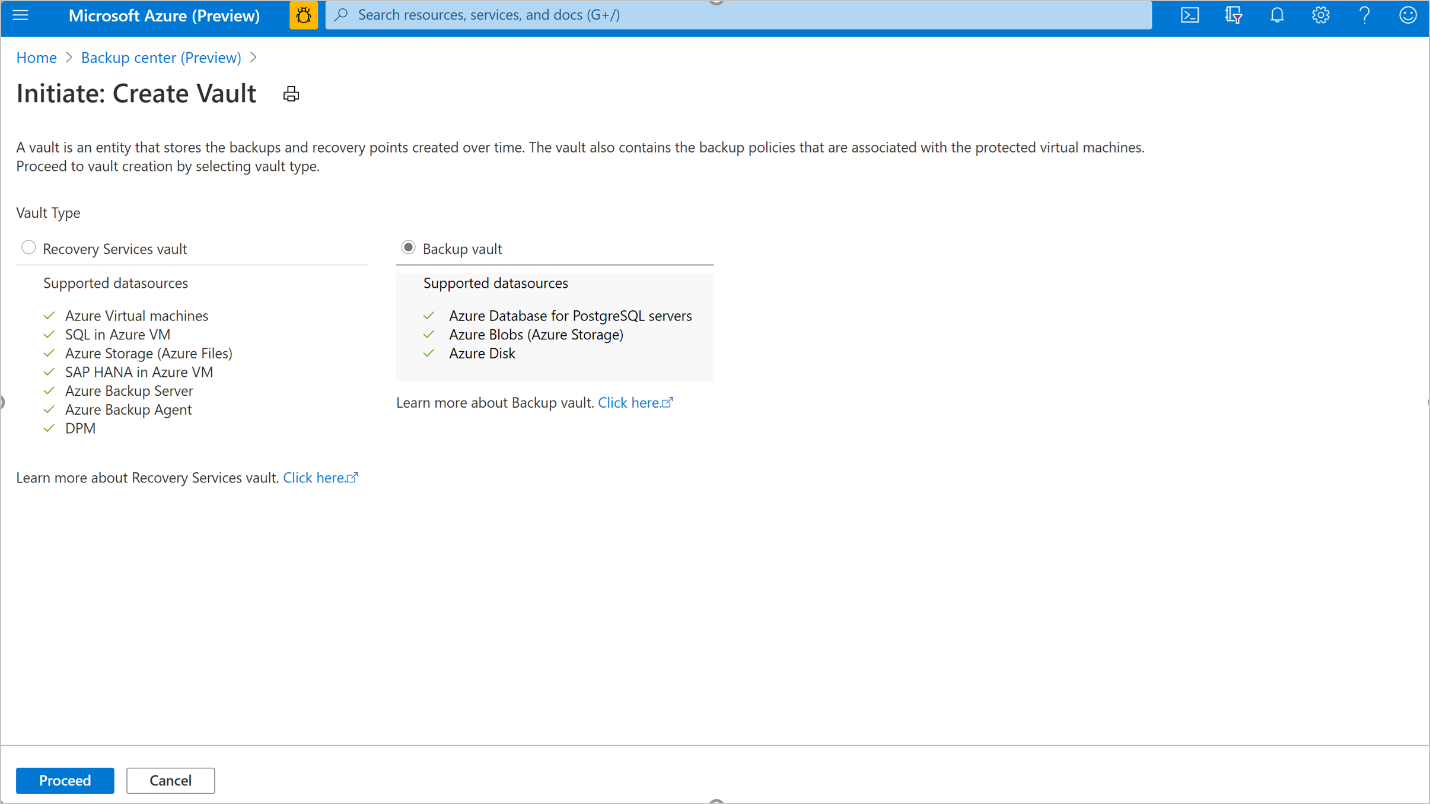 Microsoft Azure (Preview)
Search resources, services, and docs (G+/)
Home > Backup center (Preview) >
Initiate: Create Vault
A vault is an entity that stores the backups and recovery points created over time. The vault also contains the backup policies that are associated with the protected virtual machines.
Proceed to vault creation by selecting vault type.
Vault Type
Recovery Services vault
Supported datasources
Azure Virtual machines
SQL in Azure VM
Azure Storage (Azure Files)
SAP HANA in Azure VM
Azure Backup Server
Azure Backup Agent
DPM
Learn more about Recovery Services vault. Click here.
Backup vault
Supported datasources
Azure Database for PostgreSQL servers
Azure Blobs (Azure Storage)
Azure Disk
Learn more about Backup vault. Click here.
Proceed
Cancel